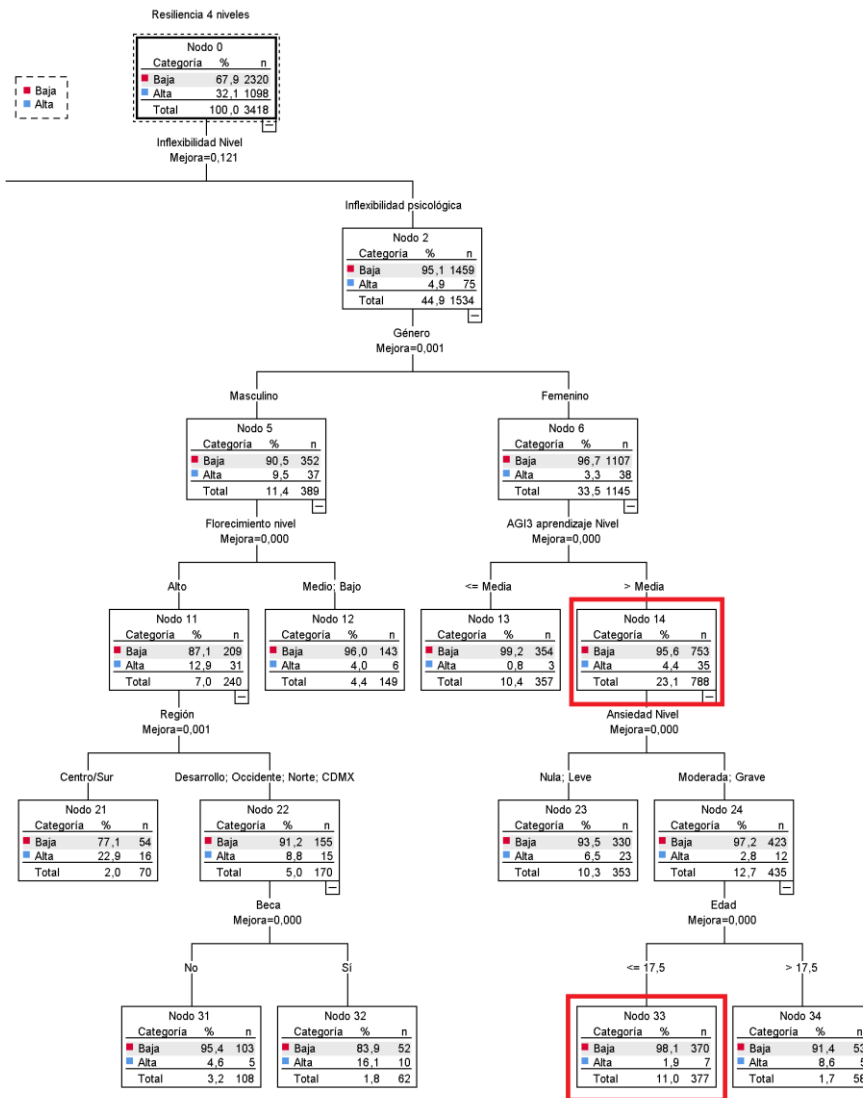 Resiliencia 4 niveles
Baja
Alta
Nodo 0
Categoría % n
Baja 67,9 2320
Alta 32,1 1098
Total 100,0 3418
Inflexibilidad Nivel
Mejora=0,121
Inflexibilidad psicológica
Nodo 2
Categoría % n
Baja 95,1 1459
Alta 4,9 75
Total 44,9 1534
Género
Mejora=0,001
Masculino Femenino
Nodo 5
Categoría % n
Baja 90,5 352
Alta 9,5 37
Total 11,4 389
Nodo 6
Categoría % n
Baja 96,7 1107
Alta 3,3 38
Total 33,5 1145
Florecimiento nivel
Mejora=0,000
AGI3 aprendizaje Nivel
Mejora=0,000
Alto Medio; Bajo <= Media > Media
Nodo 11
Categoría % n
Baja 87,1 209
Alta 12,9 31
Total 7,0 240
Nodo 12
Categoría % n
Baja 96,0 143
Alta 4,0 6
Total 4,4 149
Nodo 13
Categoría % n
Baja 99,2 354
Alta 0,8 3
Total 10,4 357
Nodo 14
Categoría % n
Baja 95,6 753
Alta 4,4 35
Total 23,1 788
Región
Mejora=0,001
Ansiedad Nivel
Mejora=0,000
Centro/Sur Desarrollo; Occidente; Norte; CDMX Nula; Leve Moderada; Grave
Nodo 21
Categoría % n
Baja 77,1 54
Alta 22,9 16
Total 2,0 70
Nodo 22
Categoría % n
Baja 91,2 155
Alta 8,8 15
Total 5,0 170
Nodo 23
Categoría % n
Baja 93,5 330
Alta 6,5 23
Total 10,3 353
Nodo 24
Categoría % n
Baja 97,2 423
Alta 2,8 12
Total 12,7 435
Beca
Mejora=0,000
Edad
Mejora=0,000
No Sí <= 17,5 > 17,5
Nodo 31
Categoría % n
Baja 95,4 103
Alta 4,6 5
Total 3,2 108
Nodo 32
Categoría % n
Baja 83,9 52
Alta 16,1 10
Total 1,8 62
Nodo 33
Categoría % n
Baja 98,1 370
Alta 1,9 7
Total 11,0 377
Nodo 34
Categoría % n
Baja 91,4 53
Alta 8,6 5
Total 1,7 58